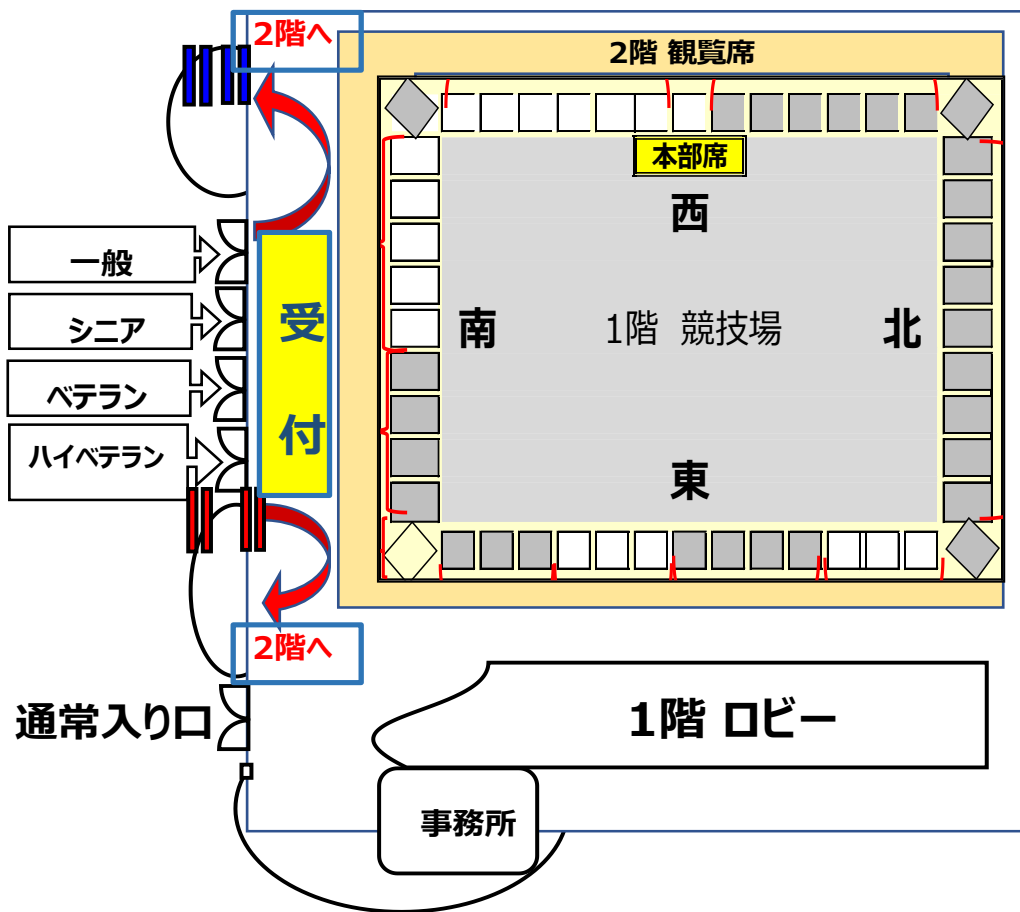 2階へ
2階 観覧席
本部席
西
一般
シニア
ベテラン
ハイベテラン
受
付
南
1階 競技場
北
東
2階へ
通常入り口
1階 ロビー
事務所